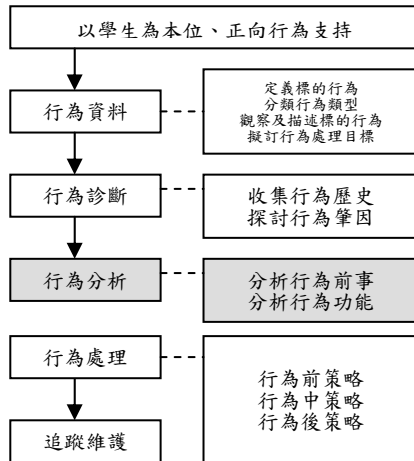 以學生為本位、正向行為支持
行為資料
定義標的行為
分類行為類型
觀察及描述標的行為
擬訂行為處理目標
行為診斷
收集行為歷史
探討行為肇因
行為分析
分析行為前事
分析行為功能
行為處理
行為前策略
行為中策略
行為後策略
追蹤維護